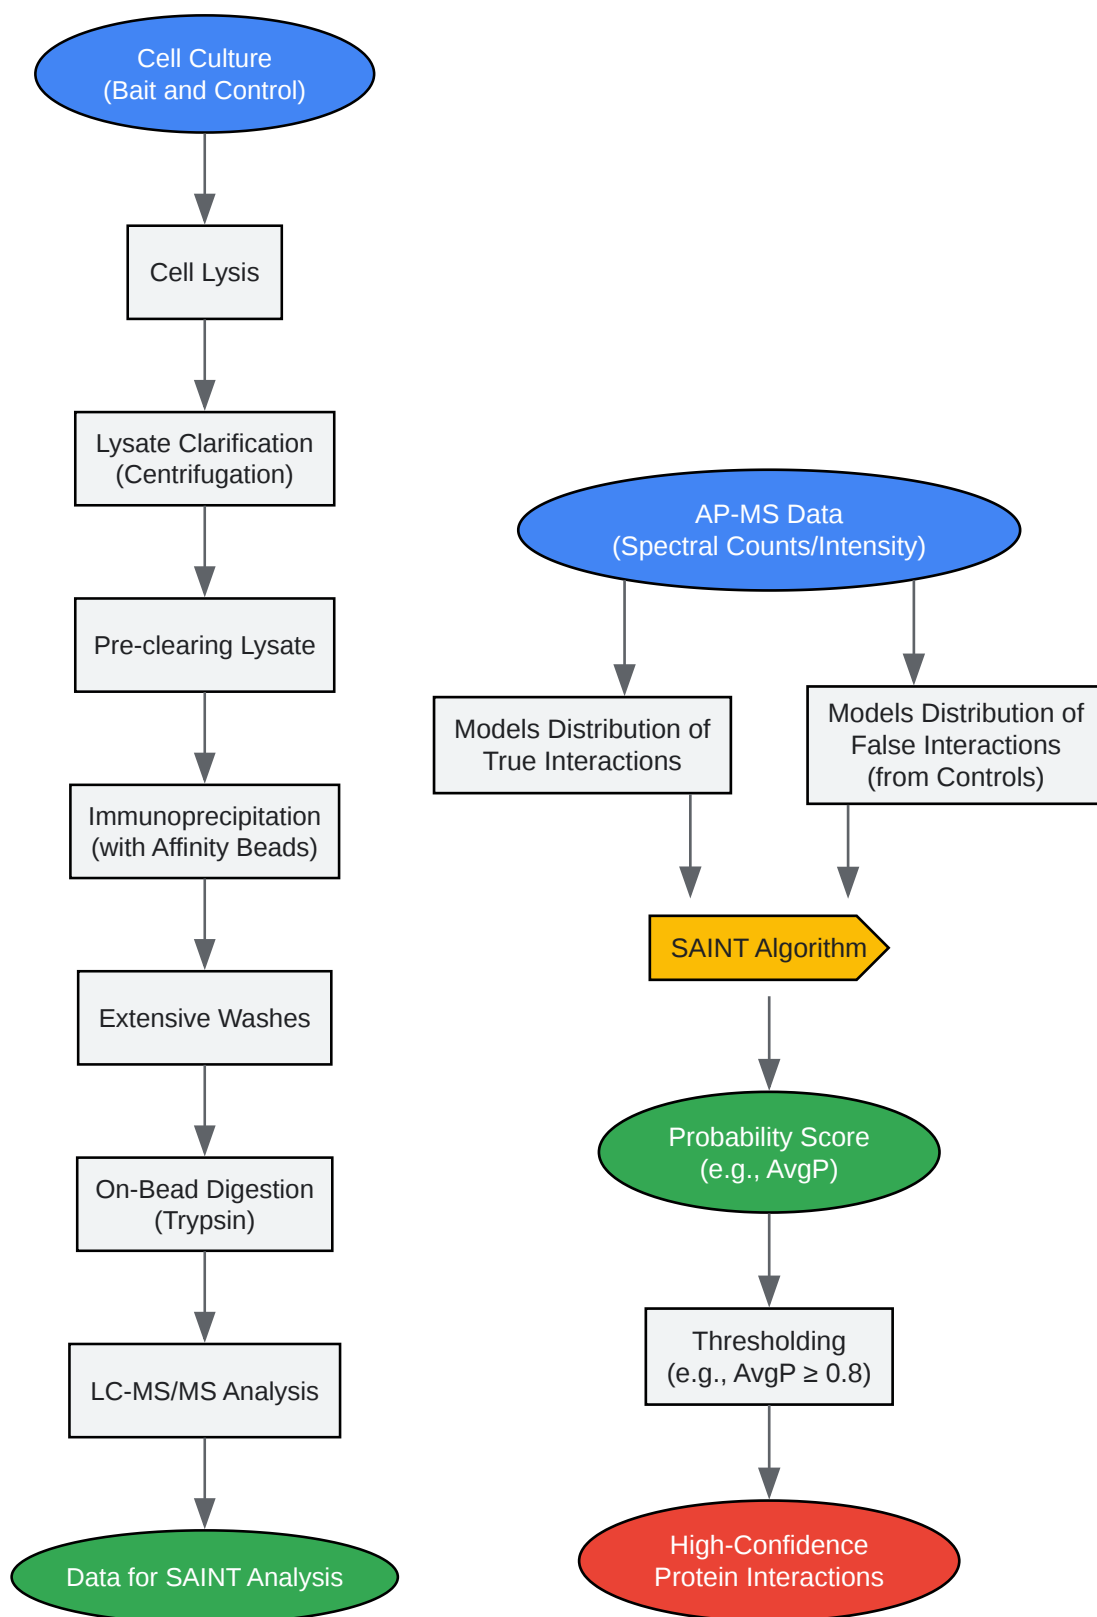 Cell Culture
(Bait and Control)
Cell Lysis
Lysate Clarification
(Centrifugation)
Pre-clearing Lysate
Immunoprecipitation
(with Affinity Beads)
Extensive Washes
On-Bead Digestion
(Trypsin)
LC-MS/MS Analysis
Data for SAINT Analysis
AP-MS Data
(Spectral Counts/Intensity)
Models Distribution of
True Interactions
Models Distribution of
False Interactions
(from Controls)
SAINT Algorithm
Probability Score
(e.g., AvgP)
Thresholding
(e.g., AvgP ≥ 0.8)
High-Confidence
Protein Interactions